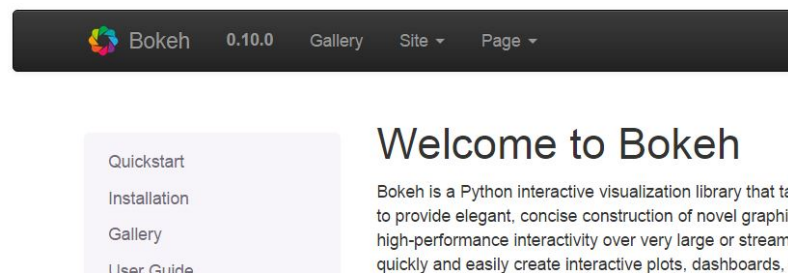 Bokeh 0.10.0 Gallery Site Page
Welcome to Bokeh
Quickstart
Installation
Gallery
User Guide
Bokeh is a Python interactive visualization library that
to provide elegant, concise construction of novel
high-performance interactivity over very large or
quickly and easily create interactive plots, dashboards,